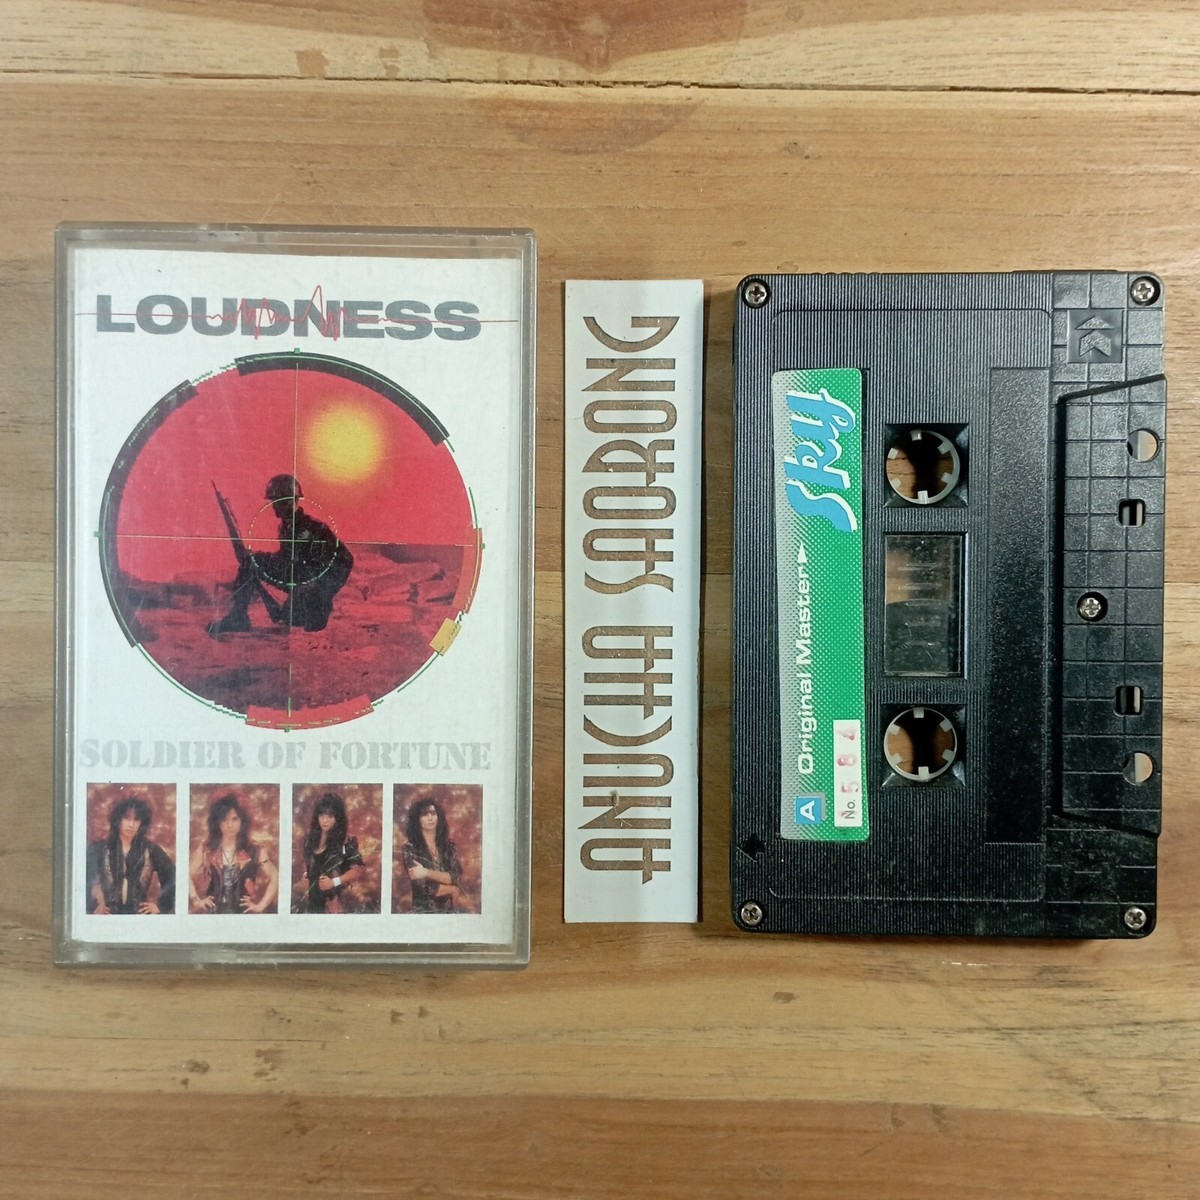 LOUDNESS
SOLDIER OF FORTUNE
ANUCHA SAORONG
Sky
Original Master
A
No. 584